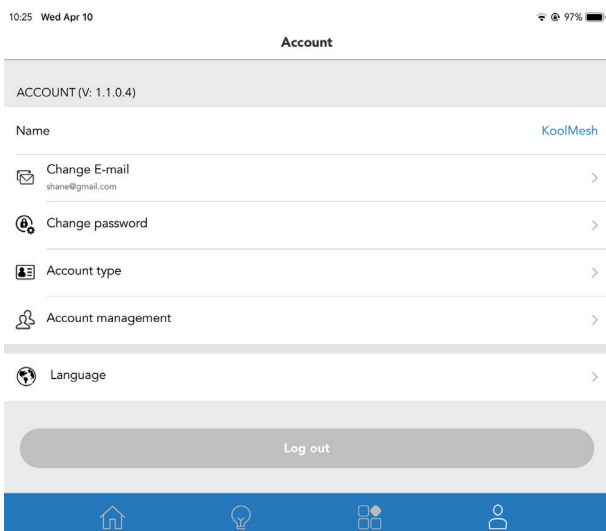 10:25 Wed Apr 10
97%
Account
ACCOUNT (V: 1.1.0.4)
Name
KoolMesh
Change E-mail
shane@gmail.com
Change password
Account type
Account management
Language
Log out